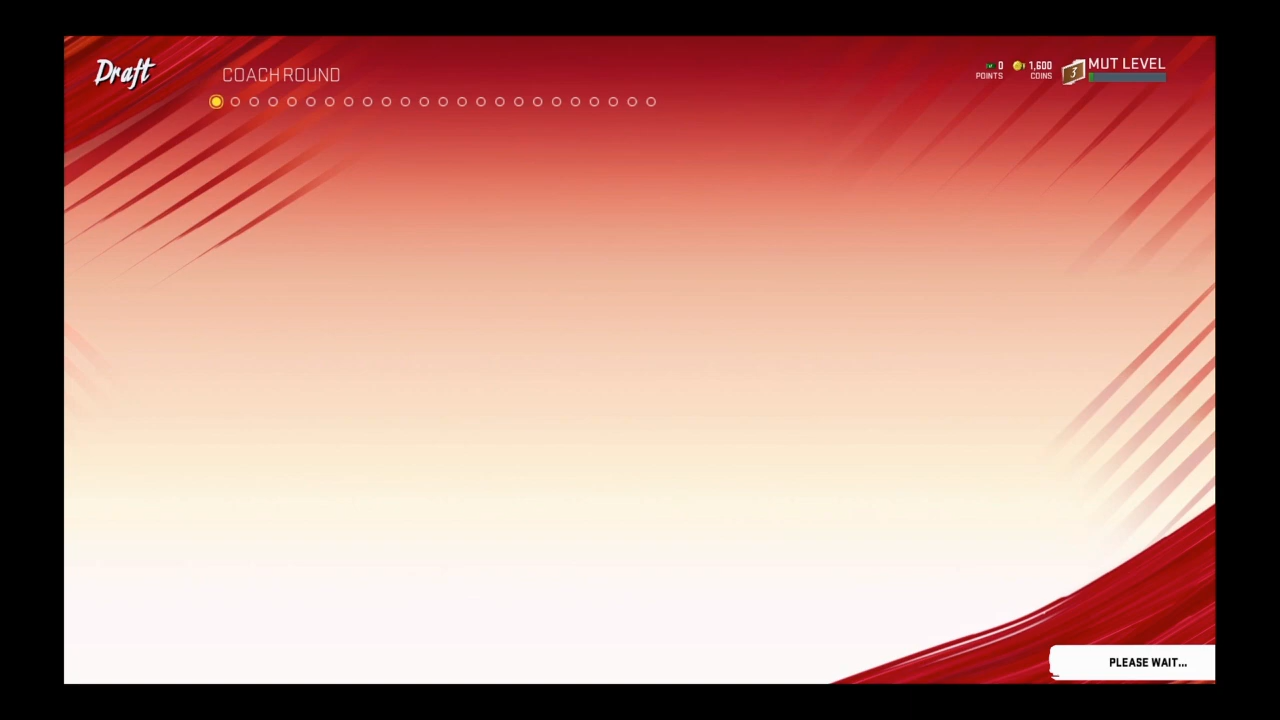 Draft
COACH ROUND
0
POINTS
1,600
COINS
3
MUT LEVEL
PLEASE WAIT...